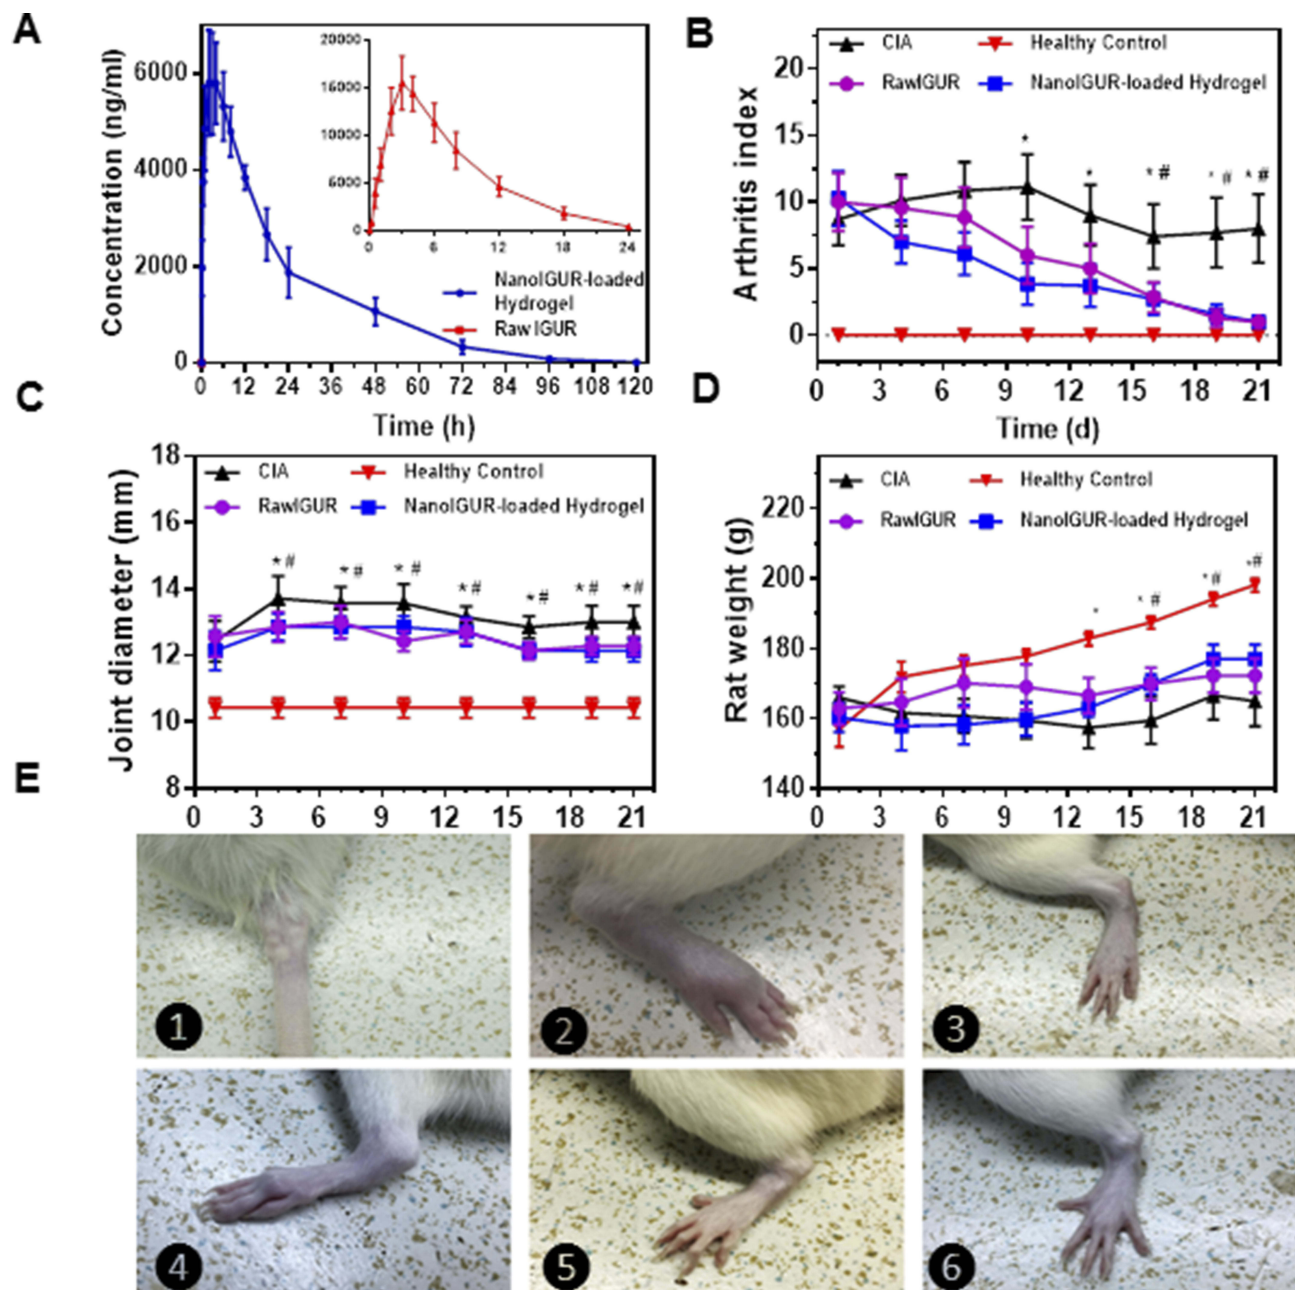 A
Concentration (ng/ml)
6000
4000
2000
0
20000
16000
12000
6000
0
0 6 12 18 24
NanoIGUR-loaded
Hydrogel
Raw IGUR
0 12 24 36 48 60 72 84 96 108 120
Time (h)
B
Arthritis index
CIA
Healthy Control
RawIGUR
NanoIGUR-loaded Hydrogel
20
15
10
5
0
*
*
* #
* #
* #
0 3 6 9 12 15 18 21
Time (d)
C
Joint diameter (mm)
18
16
14
12
10
8
CIA
Healthy Control
RawIGUR
NanoIGUR-loaded Hydrogel
* #
* #
* #
* #
* #
* #
* #
0 3 6 9 12 15 18 21
D
Rat weight (g)
CIA
Healthy Control
RawIGUR
NanoIGUR-loaded Hydrogel
220
200
180
160
140
*
* #
* #
* #
0 3 6 9 12 15 18 21
E
1
2
3
4
5
6